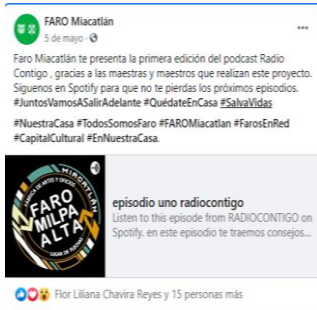 FARO Miacatlán
5 de mayo ·
Faro Miacatlán te presenta la primera edición del podcast Radio
Contigo , gracias a las maestras y maestros que realizan este proyecto.
Síguenos en Spotify para que no te pierdas los próximos episodios.
#JuntosVamosASalirAdelante #QuédateEnCasa #SalvaVidas
#NuestraCasa #TodosSomosFaro #FAROMiacatlan #FarosEnRed
#CapitalCultural #EnNuestraCasa.
MIACATLÁN
FARO
MILPA
ALTA
episodio uno radiocontigo
Listen to this episode from RADIOCONTIGO on
Spotify. en este episodio te traemos consejos...
Flor Liliana Chavira Reyes y 15 personas más